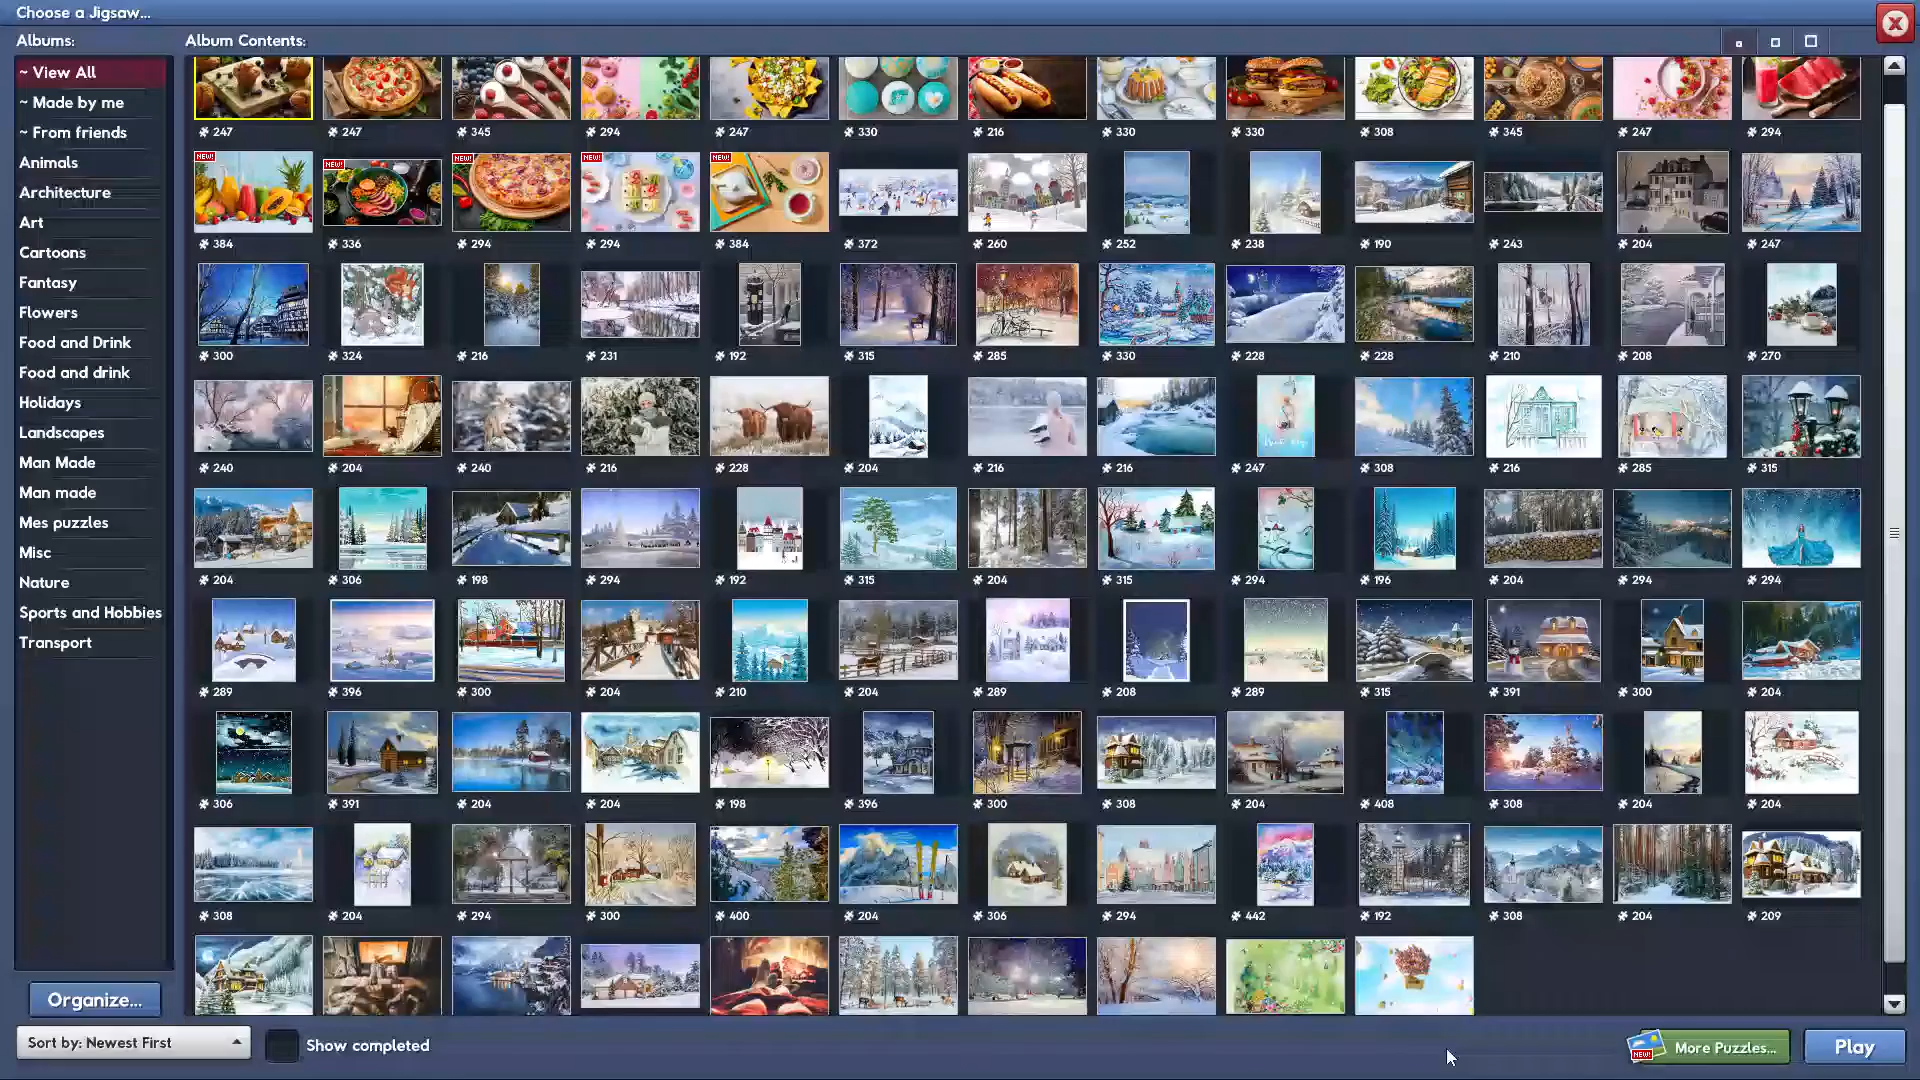 Choose a Jigsaw...
Albums:
Album Contents:
~ View All
~ Made by me
~ From friends
Animals
Architecture
Art
Cartoons
Fantasy
Flowers
Food and Drink
Food and drink
Holidays
Landscapes
Man Made
Man made
Mes puzzles
Misc
Nature
Sports and Hobbies
Transport
247 247 345 294 247 330 216 330 330 308 345 247 294
NEW! NEW! NEW! NEW! NEW!
384 336 294 294 384 372 260 252 238 190 243 204 247
300 324 216 231 192 315 285 330 228 228 210 208 270
240 204 240 216 228 204 216 216 247 308 216 285 315
204 306 198 294 192 315 204 315 294 196 204 294 294
289 396 300 204 210 204 289 208 289 315 391 300 204
306 391 204 204 198 396 300 308 204 408 308 204 204
308 204 294 300 400 204 306 294 442 192 308 204 209
Organize...
Sort by: Newest First
Show completed
NEW!
More Puzzles...
Play